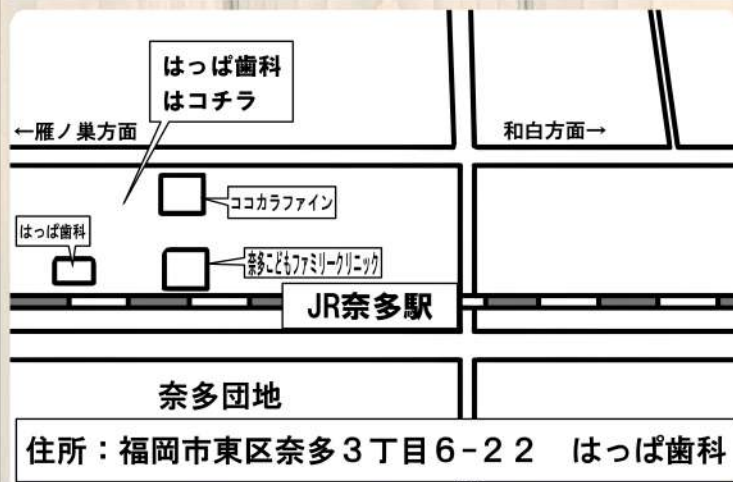 はっぱ歯科
はコチラ
←雁ノ巣方面
和白方面→
ココカラファイン
はっぱ歯科
奈多こどもファミリークリニック
JR奈多駅
奈多団地
住所：福岡市東区奈多３丁目６-２２　はっぱ歯科